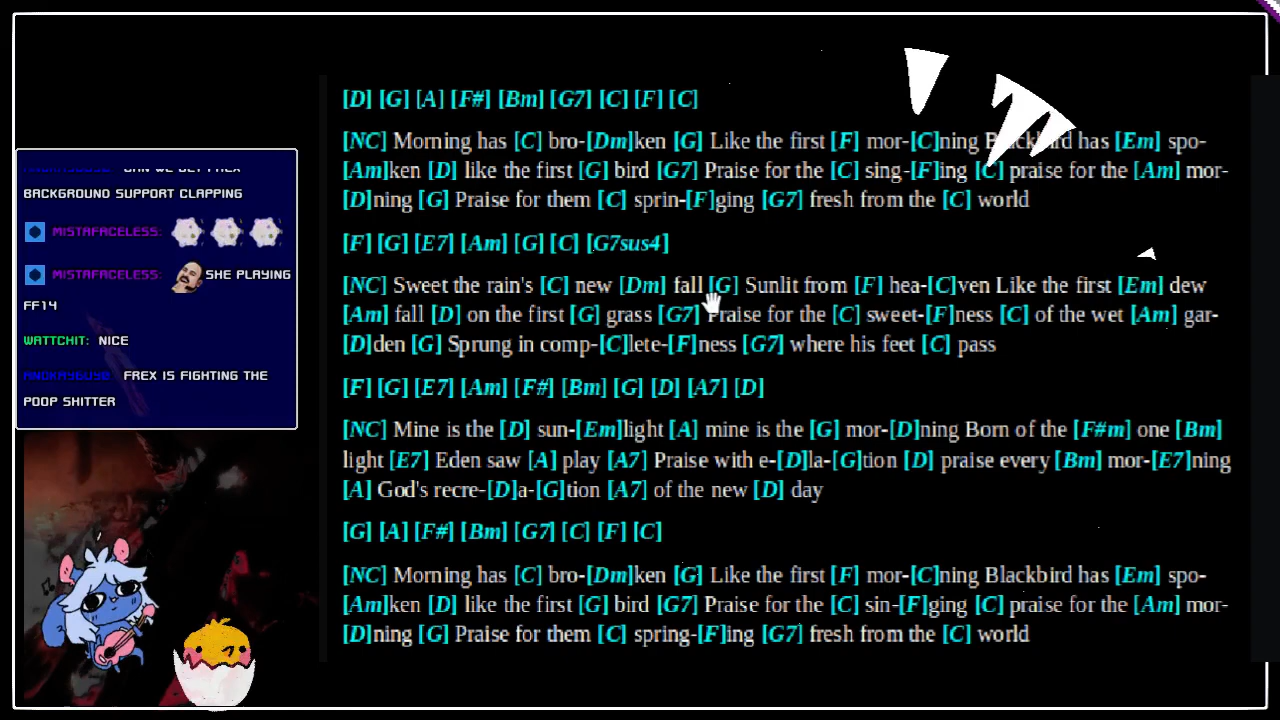 BACKGROUND SUPPORT CLAPPING
MISTAFACELESS:
MISTAFACELESS: SHE PLAYING
FF14
WATTCHIT: NICE
FREX IS FIGHTING THE
POOP SHITTER
[D] [G] [A] [F#] [Bm] [G7] [C] [F] [C]
[NC] Morning has [C] bro-[Dm]ken [G] Like the first [F] mor-[C]ning Blackbird has [Em] spo-
[Am]ken [D] like the first [G] bird [G7] Praise for the [C] sing-[F]ing [C] praise for the [Am] mor-
[D]ning [G] Praise for them [C] sprin-[F]ging [G7] fresh from the [C] world
[F] [G] [E7] [Am] [G] [C] [G7sus4]
[NC] Sweet the rain's [C] new [Dm] fall [G] Sunlit from [F] hea-[C]ven Like the first [Em] dew
[Am] fall [D] on the first [G] grass [G7] Praise for the [C] sweet-[F]ness [C] of the wet [Am] gar-
[D]den [G] Sprung in comp-[C]lete-[F]ness [G7] where his feet [C] pass
[F] [G] [E7] [Am] [F#] [Bm] [G] [D] [A7] [D]
[NC] Mine is the [D] sun-[Em]light [A] mine is the [G] mor-[D]ning Born of the [F#m] one [Bm]
light [E7] Eden saw [A] play [A7] Praise with e-[D]la-[G]tion [D] praise every [Bm] mor-[E7]ning
[A] God's recre-[D]a-[G]tion [A7] of the new [D] day
[G] [A] [F#] [Bm] [G7] [C] [F] [C]
[NC] Morning has [C] bro-[Dm]ken [G] Like the first [F] mor-[C]ning Blackbird has [Em] spo-
[Am]ken [D] like the first [G] bird [G7] Praise for the [C] sin-[F]ging [C] praise for the [Am] mor-
[D]ning [G] Praise for them [C] spring-[F]ing [G7] fresh from the [C] world